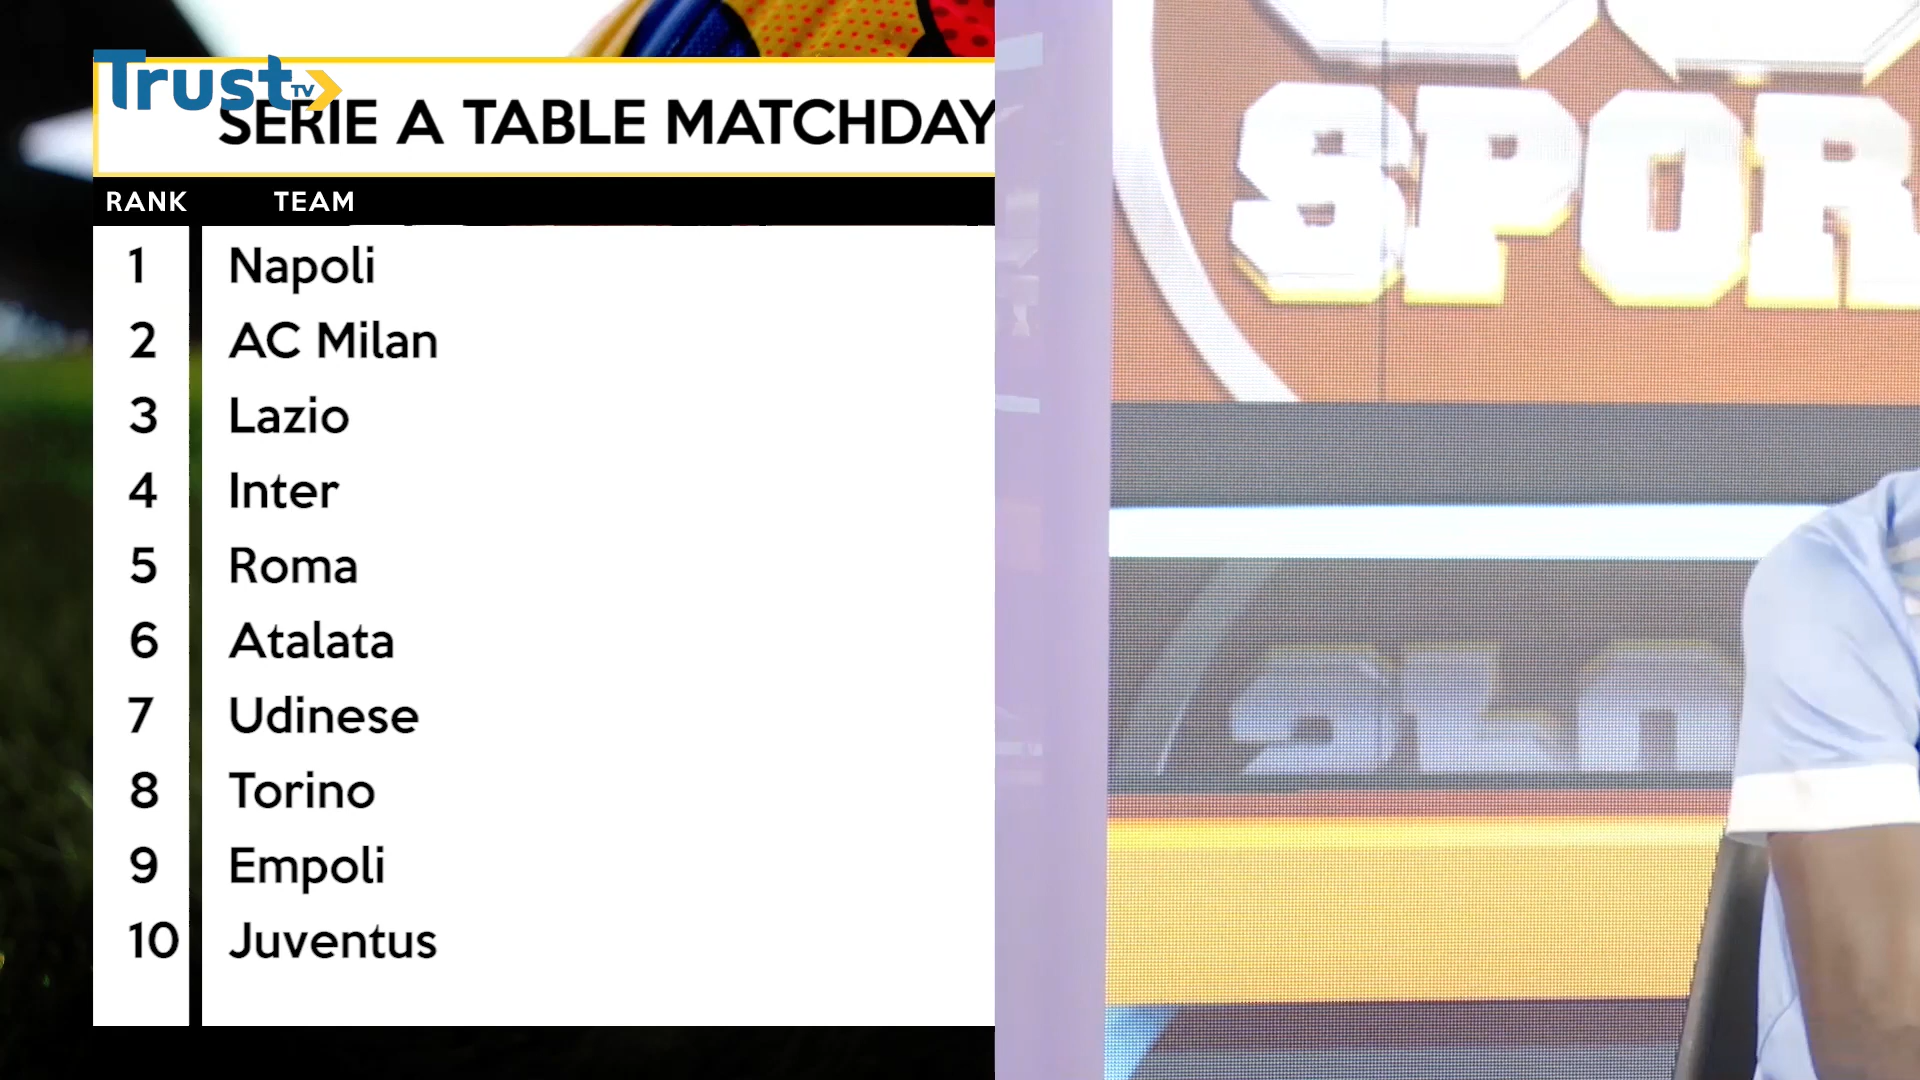 Trust TV
SERIE A TABLE MATCHDAY
RANK TEAM
1 Napoli
2 AC Milan
3 Lazio
4 Inter
5 Roma
6 Atalata
7 Udinese
8 Torino
9 Empoli
10 Juventus
SPOR